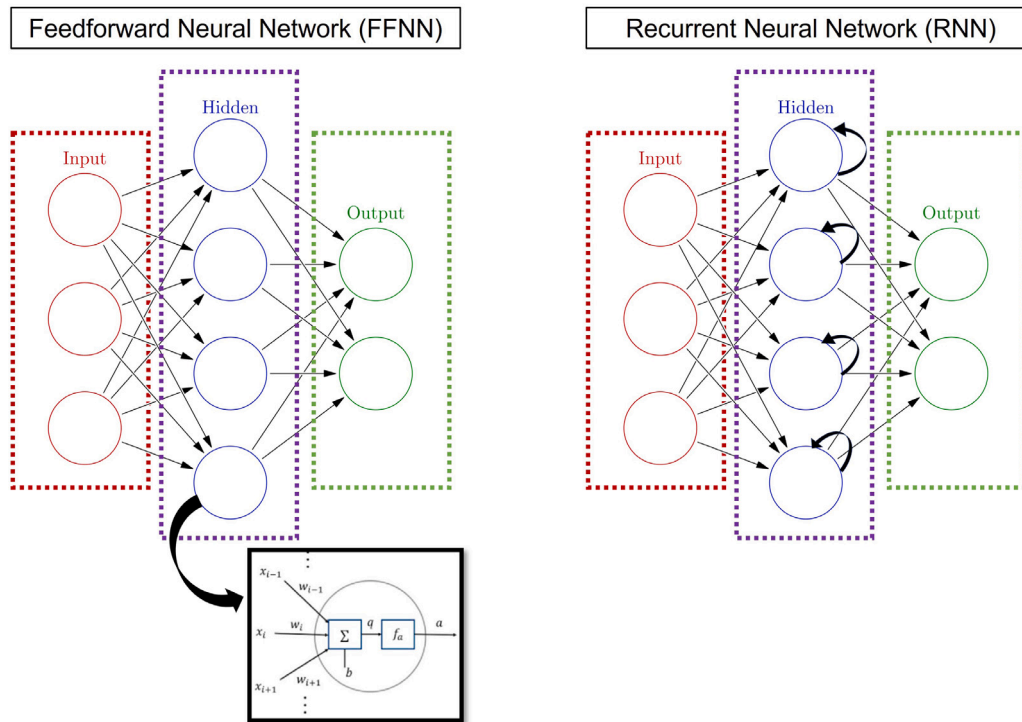 Feedforward Neural Network (FFNN)
Hidden
Input
Output
⋮
x_{i-1}
w_{i-1}
x_i
w_i
Σ
q
f_a
a
b
x_{i+1}
w_{i+1}
⋮
Recurrent Neural Network (RNN)
Hidden
Input
Output